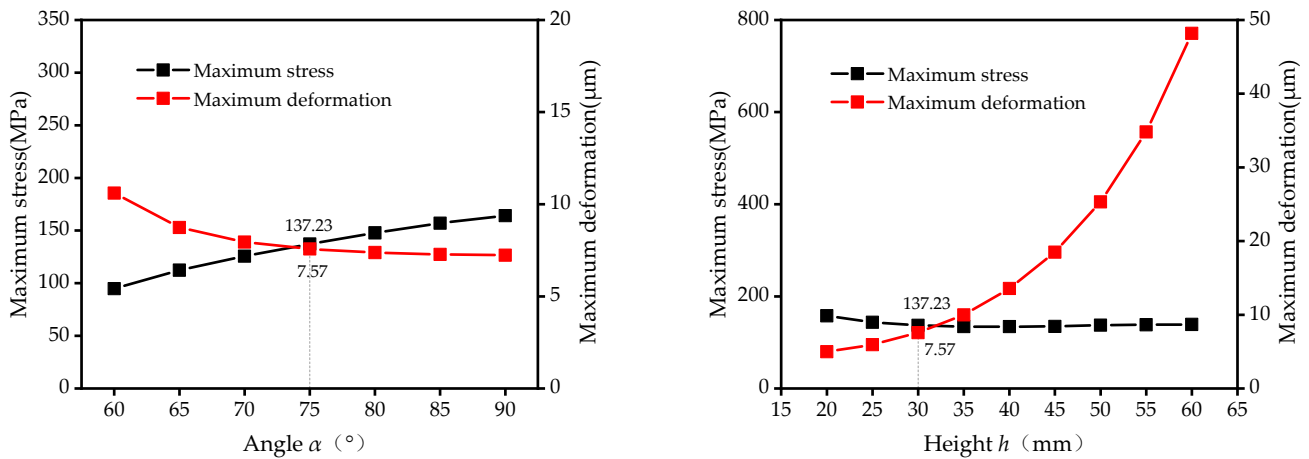 350
300
250
200
150
100
50
0
Maximum stress(MPa)
20
15
10
5
0
Maximum deformation(μm)
Maximum stress
Maximum deformation
137.23
7.57
60 65 70 75 80 85 90
Angle α（°）
800
600
400
200
0
Maximum stress(MPa)
50
40
30
20
10
0
Maximum deformation(μm)
Maximum stress
Maximum deformation
137.23
7.57
15 20 25 30 35 40 45 50 55 60 65
Height h（mm）